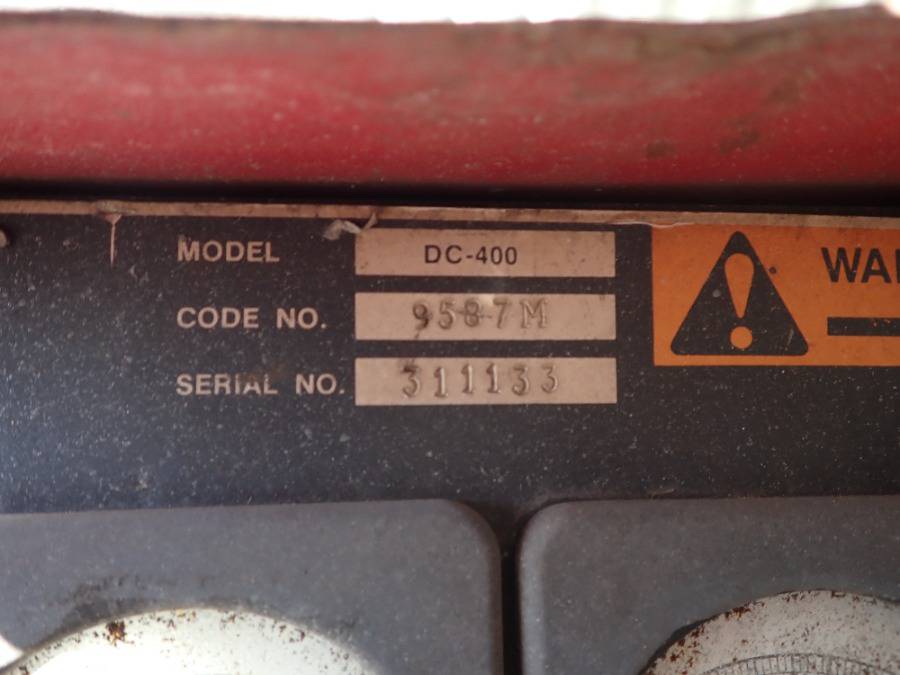 MODEL DC-400
CODE NO. 9587M
SERIAL NO. 311133